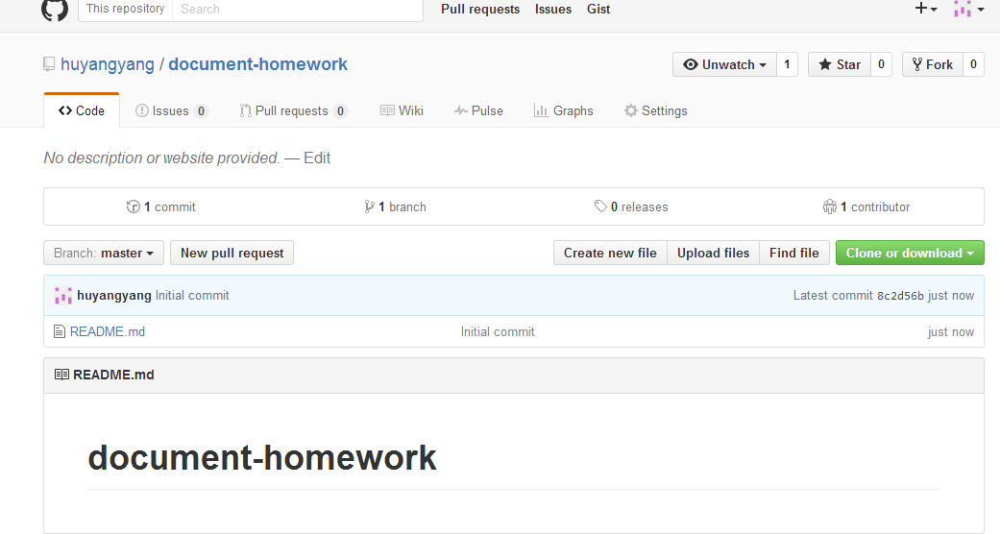 This repository Search Pull requests Issues Gist
huyangyang / document-homework Unwatch 1 Star 0 Fork 0
Code Issues 0 Pull requests 0 Wiki Pulse Graphs Settings
No description or website provided. — Edit
1 commit 1 branch 0 releases 1 contributor
Branch: master New pull request Create new file Upload files Find file Clone or download
huyangyang Initial commit Latest commit 8c2d56b just now
README.md Initial commit just now
README.md
document-homework